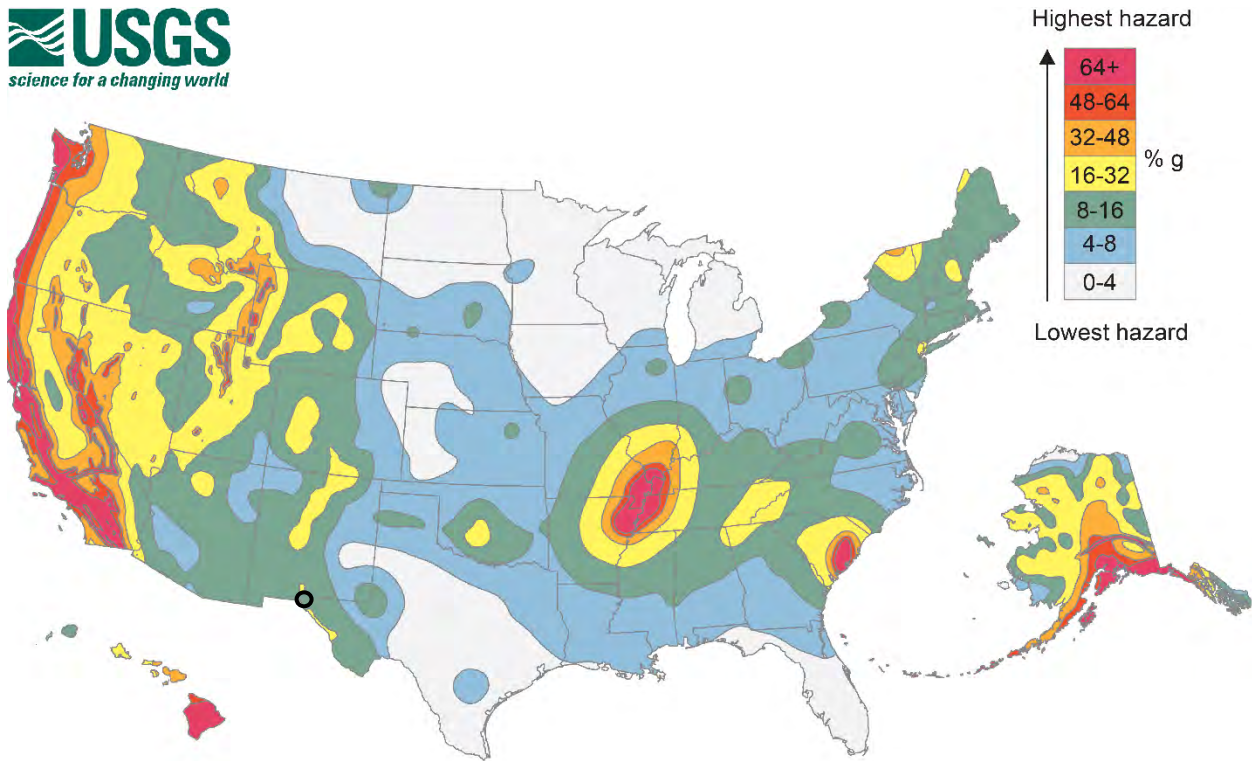 USGS
science for a changing world
Highest hazard
64+
48-64
32-48
16-32
8-16
4-8
0-4
% g
Lowest hazard